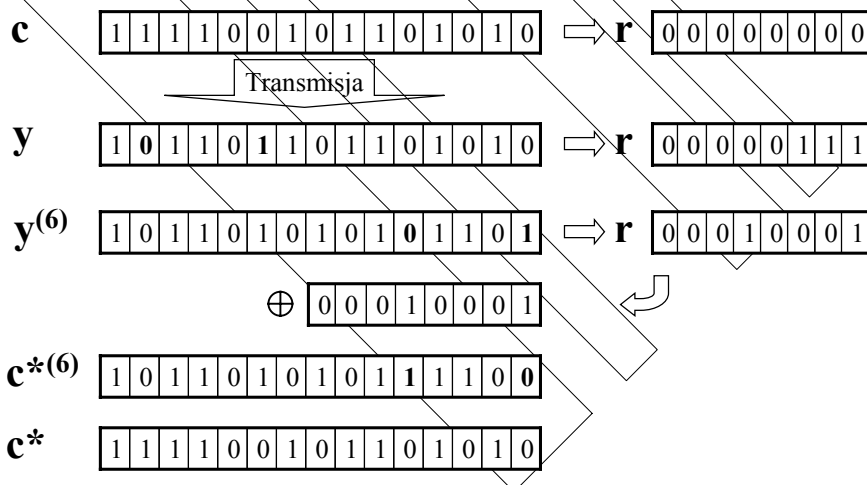 c 1 1 1 1 0 0 1 0 1 1 0 1 0 1 0 ⇨ r 0 0 0 0 0 0 0 0
Transmisja
y 1 0 1 1 0 1 1 0 1 1 0 1 0 1 0 ⇨ r 0 0 0 0 0 1 1 1
y(6) 1 0 1 1 0 1 0 1 0 1 0 1 1 0 1 ⇨ r 0 0 0 1 0 0 0 1
⊕ 0 0 0 1 0 0 0 1
c*(6) 1 0 1 1 0 1 0 1 0 1 1 1 1 0 0
c* 1 1 1 1 0 0 1 0 1 1 0 1 0 1 0